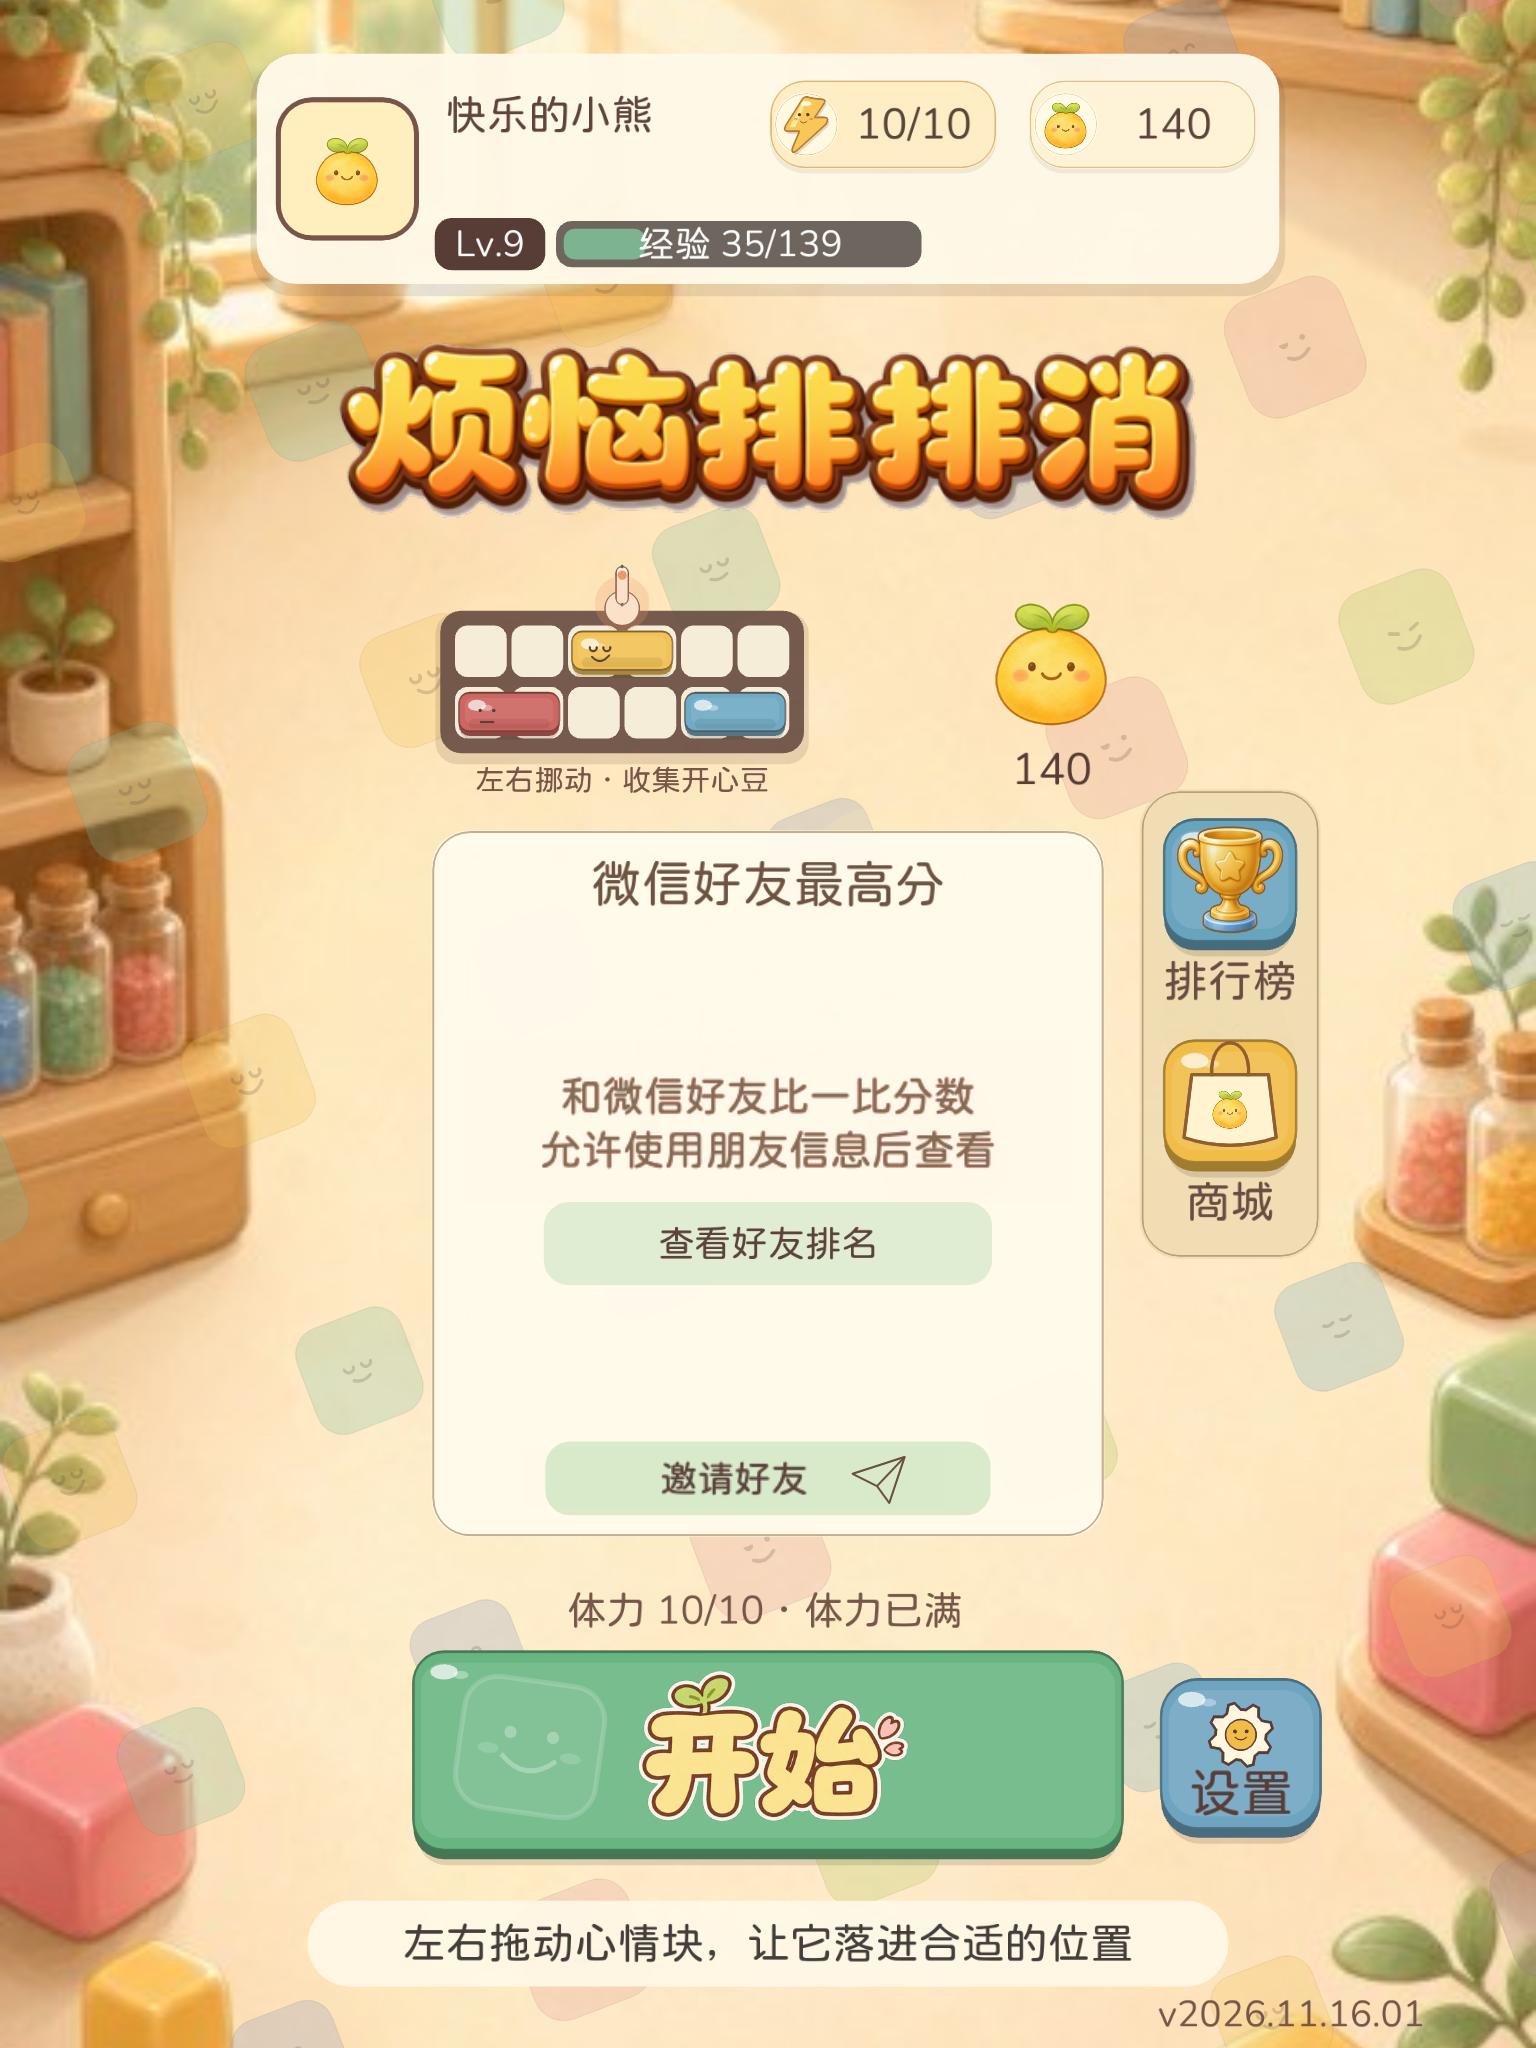 快乐的小熊
10/10
140
Lv.9
经验 35/139
烦恼排排消
左右挪动 · 收集开心豆
140
微信好友最高分
和微信好友比一比分数
允许使用朋友信息后查看
查看好友排名
邀请好友
排行榜
商城
体力 10/10 · 体力已满
开始
设置
左右拖动心情块，让它落进合适的位置
v2026.11.16.01